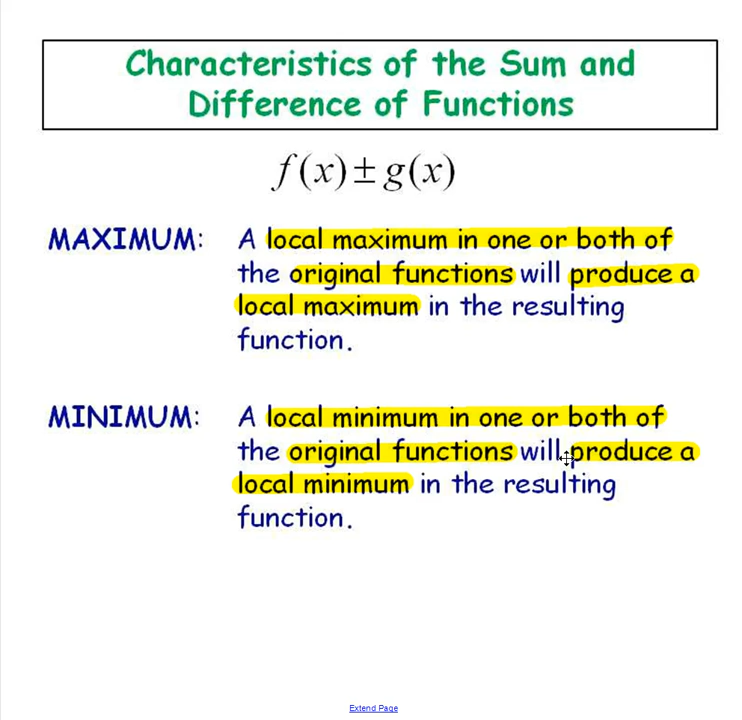 Characteristics of the Sum and
Difference of Functions
f(x) ± g(x)
MAXIMUM: A local maximum in one or both of
the original functions will produce a
local maximum in the resulting
function.
MINIMUM: A local minimum in one or both of
the original functions will produce a
local minimum in the resulting
function.
Extend Page